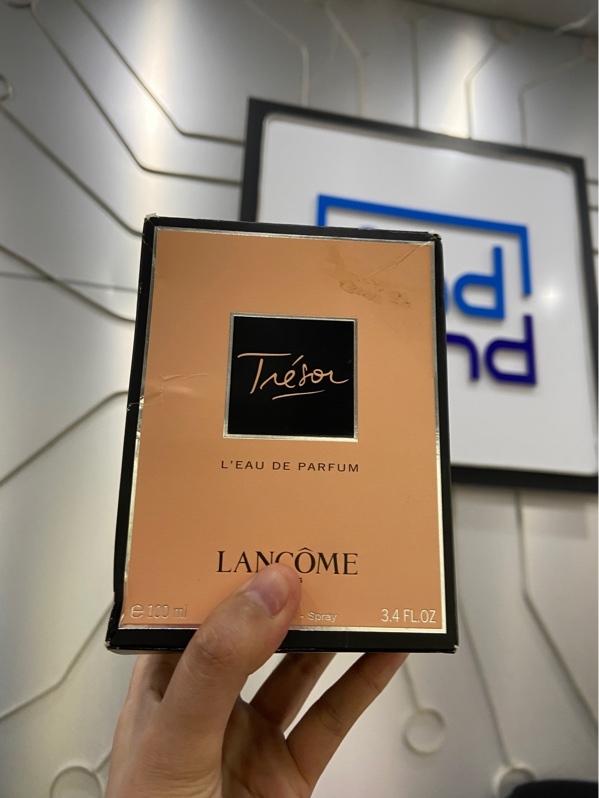 Trésor
L'EAU DE PARFUM
LANCÔME
e 100 ml
- Spray
3.4 FL.OZ